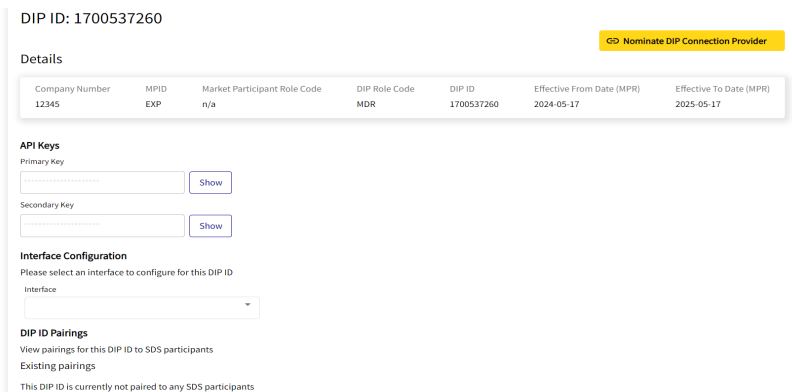 DIP ID: 1700537260
Nominate DIP Connection Provider
Details
Company Number MPID Market Participant Role Code DIP Role Code DIP ID Effective From Date (MPR) Effective To Date (MPR)
12345 EXP n/a MDR 1700537260 2024-05-17 2025-05-17
API Keys
Primary Key
Show
Secondary Key
Show
Interface Configuration
Please select an interface to configure for this DIP ID
Interface
DIP ID Pairings
View pairings for this DIP ID to SDS participants
Existing pairings
This DIP ID is currently not paired to any SDS participants